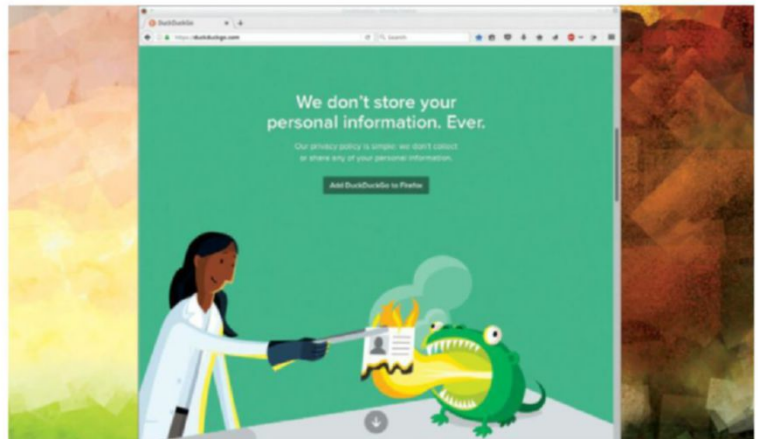 DuckDuckGo
https://duckduckgo.com
Search
We don't store your
personal information. Ever.
Our privacy policy is simple: we don't collect
or share any of your personal information.
Add DuckDuckGo to Firefox